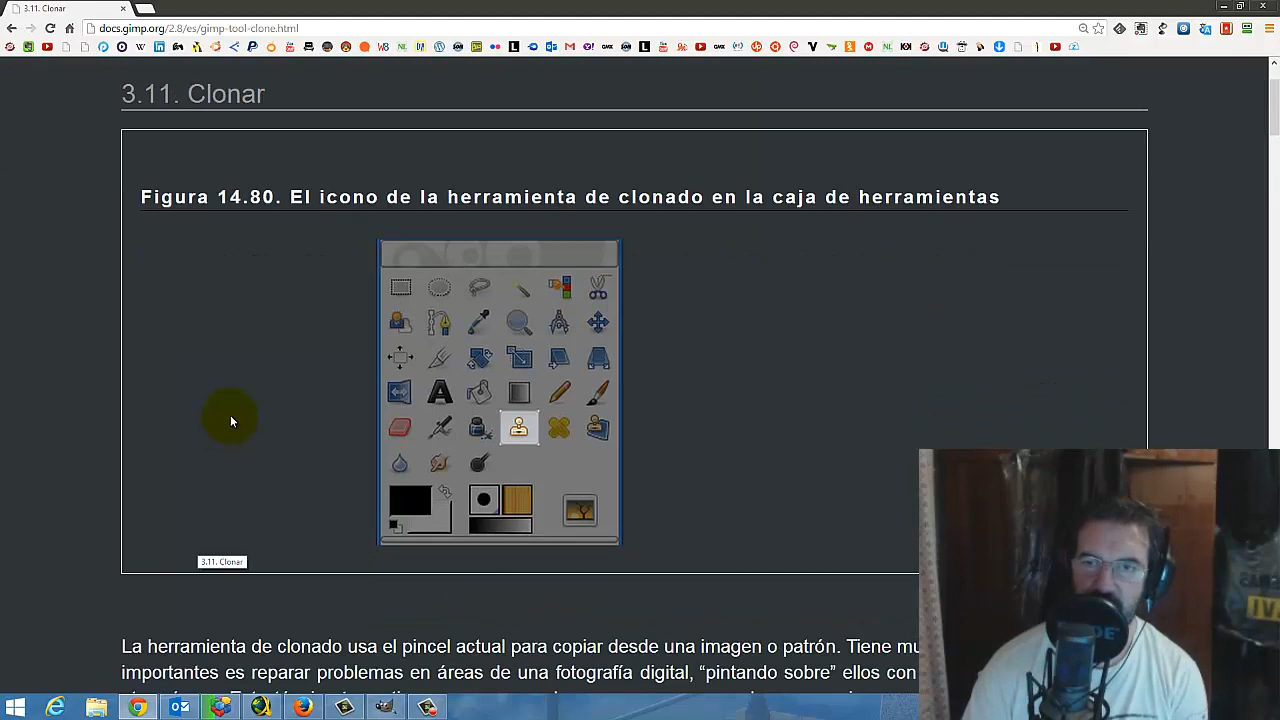 3.11. Clonar
docs.gimp.org/2.8/es/gimp-tool-clone.html
3.11. Clonar
Figura 14.80. El icono de la herramienta de clonado en la caja de herramientas
3.11. Clonar
La herramienta de clonado usa el pincel actual para copiar desde una imagen o patrón. Tiene
importantes es reparar problemas en áreas de una fotografía digital, “pintando sobre” ellos con